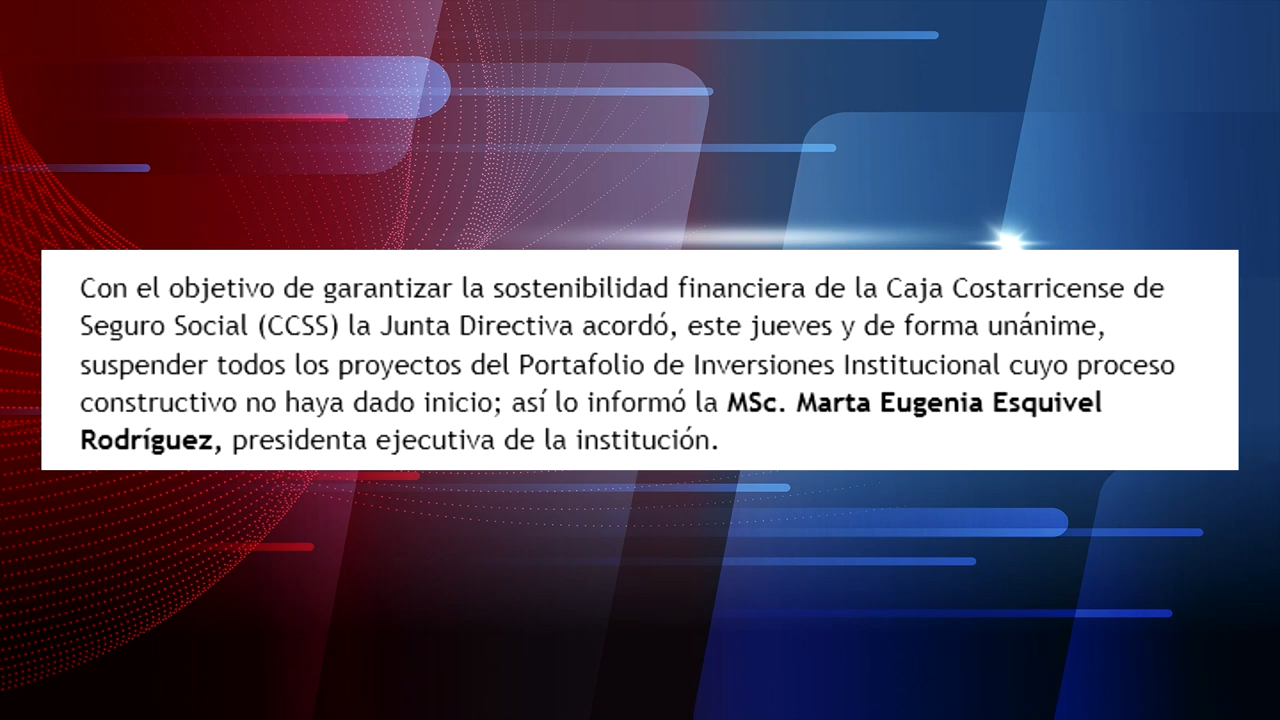 Con el objetivo de garantizar la sostenibilidad financiera de la Caja Costarricense de
Seguro Social (CCSS) la Junta Directiva acordó, este jueves y de forma unánime,
suspender todos los proyectos del Portafolio de Inversiones Institucional cuyo proceso
constructivo no haya dado inicio; así lo informó la MSc. Marta Eugenia Esquivel
Rodríguez, presidenta ejecutiva de la institución.